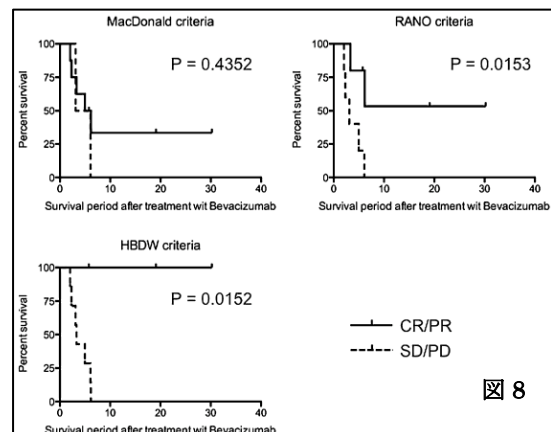 MacDonald criteria
P = 0.4352
Percent survival
100
75
50
25
0
0 10 20 30 40
Survival period after treatment wit Bevacizumab
RANO criteria
P = 0.0153
Percent survival
100
75
50
25
0
0 10 20 30 40
Survival period after treatment wit Bevacizumab
HBDW criteria
P = 0.0152
Percent survival
100
75
50
25
0
0 10 20 30 40
Survival period after treatment wit Bevacizumab
CR/PR
SD/PD
図 8